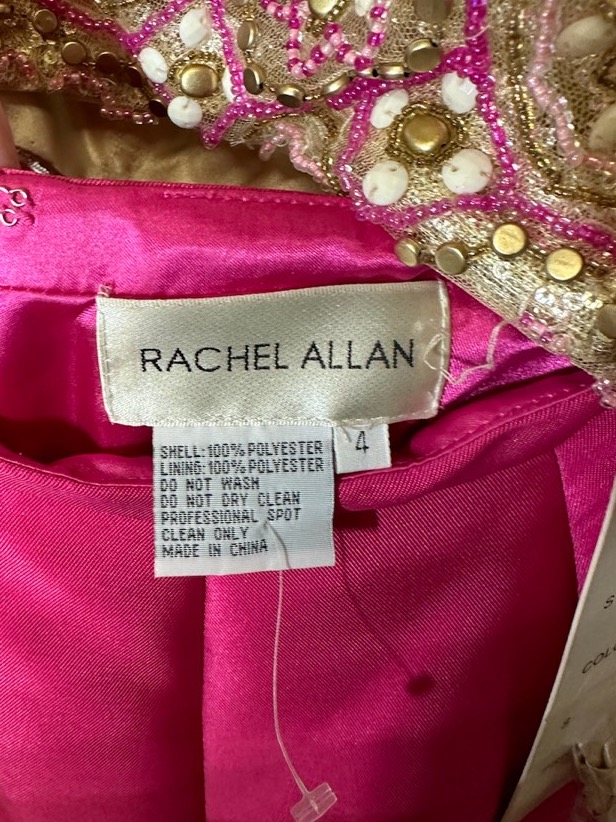 RACHEL ALLAN
4
SHELL: 100% POLYESTER
LINING: 100% POLYESTER
DO NOT WASH
DO NOT DRY CLEAN
PROFESSIONAL SPOT
CLEAN ONLY
MADE IN CHINA